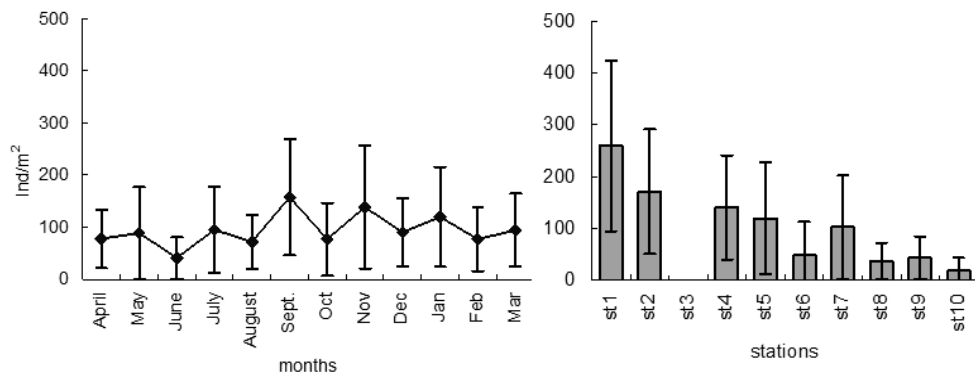 500
400
300
200
100
0
Ind/m²
April
May
June
July
August
Sept.
Oct
Nov
Dec
Jan
Feb
Mar
months
500
400
300
200
100
0
st1
st2
st3
st4
st5
st6
st7
st8
st9
st10
stations